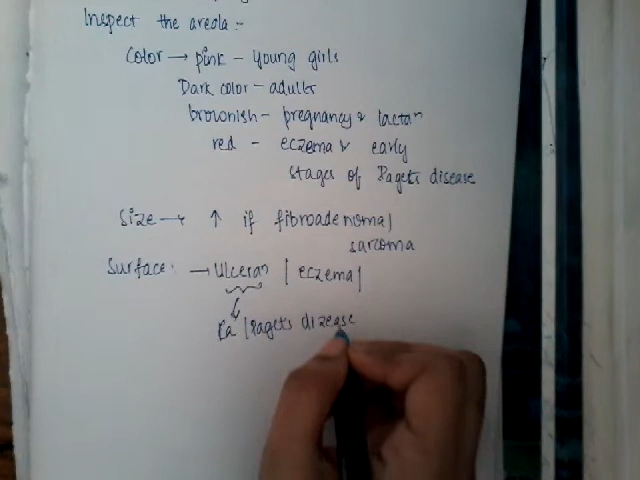 Inspect the areola :-
Color → pink - young girls
Dark color - adults
brownish - pregnancy & lactan
red - eczema & early
stages of Pagets disease
Size → ↑ if fibroadenoma /
sarcoma
Surface: → Ulceran / eczema /
Ca / Pagets dizease